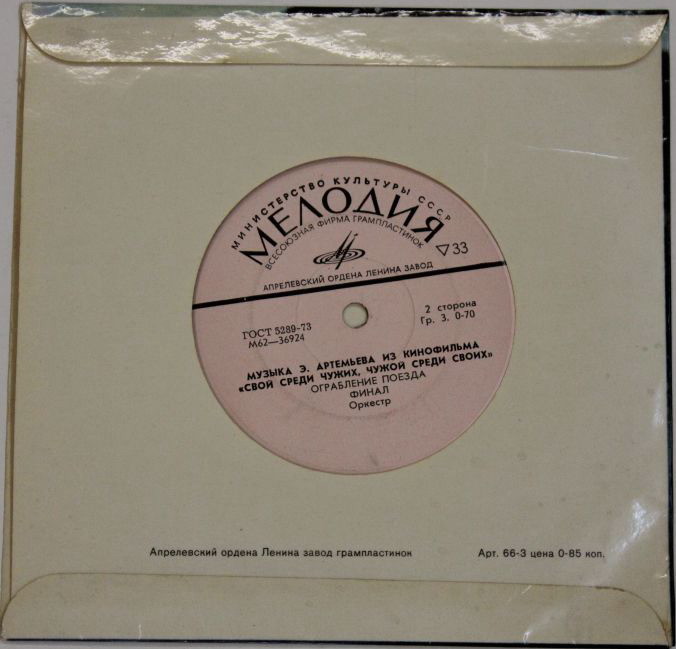 МИНИСТЕРСТВО КУЛЬТУРЫ СССР
МЕЛОДИЯ
ВСЕСОЮЗНАЯ ФИРМА ГРАМПЛАСТИНОК
33
АПРЕЛЕВСКИЙ ОРДЕНА ЛЕНИНА ЗАВОД
ГОСТ 5289-73
М62—36924
2 сторона
Гр. 3. 0-70
МУЗЫКА Э. АРТЕМЬЕВА ИЗ КИНОФИЛЬМА
«СВОЙ СРЕДИ ЧУЖИХ, ЧУЖОЙ СРЕДИ СВОИХ»
ОГРАБЛЕНИЕ ПОЕЗДА
ФИНАЛ
Оркестр
Апрелевский ордена Ленина завод грампластинок
Арт. 66-3 цена 0-85 коп.